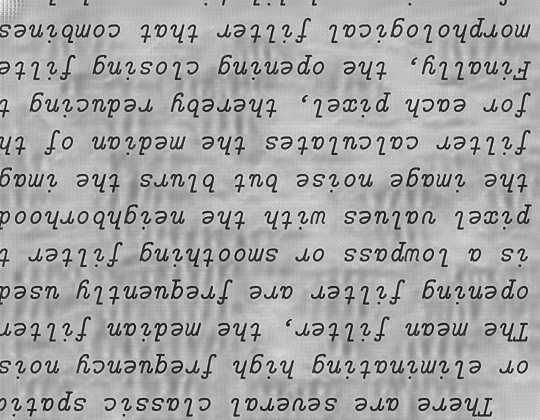 There are several classic spatia
or eliminating high frequency nois
The mean filter, the median filter
opening filter are frequently used
is a lowpass or smoothing filter t
pixel values with the neighborhood
the image noise but blurs the imag
filter calculates the median of th
for each pixel, thereby reducing t
Finally, the opening closing filte
morphological filter that combines